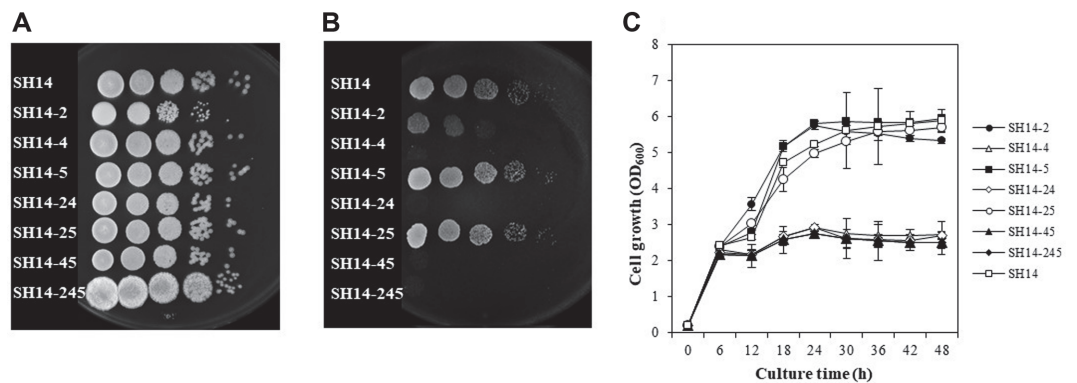 A
SH14
SH14-2
SH14-4
SH14-5
SH14-24
SH14-25
SH14-45
SH14-245
B
SH14
SH14-2
SH14-4
SH14-5
SH14-24
SH14-25
SH14-45
SH14-245
C
8
7
6
5
4
3
2
1
0
Cell growth (OD600)
0 6 12 18 24 30 36 42 48
Culture time (h)
SH14-2
SH14-4
SH14-5
SH14-24
SH14-25
SH14-45
SH14-245
SH14